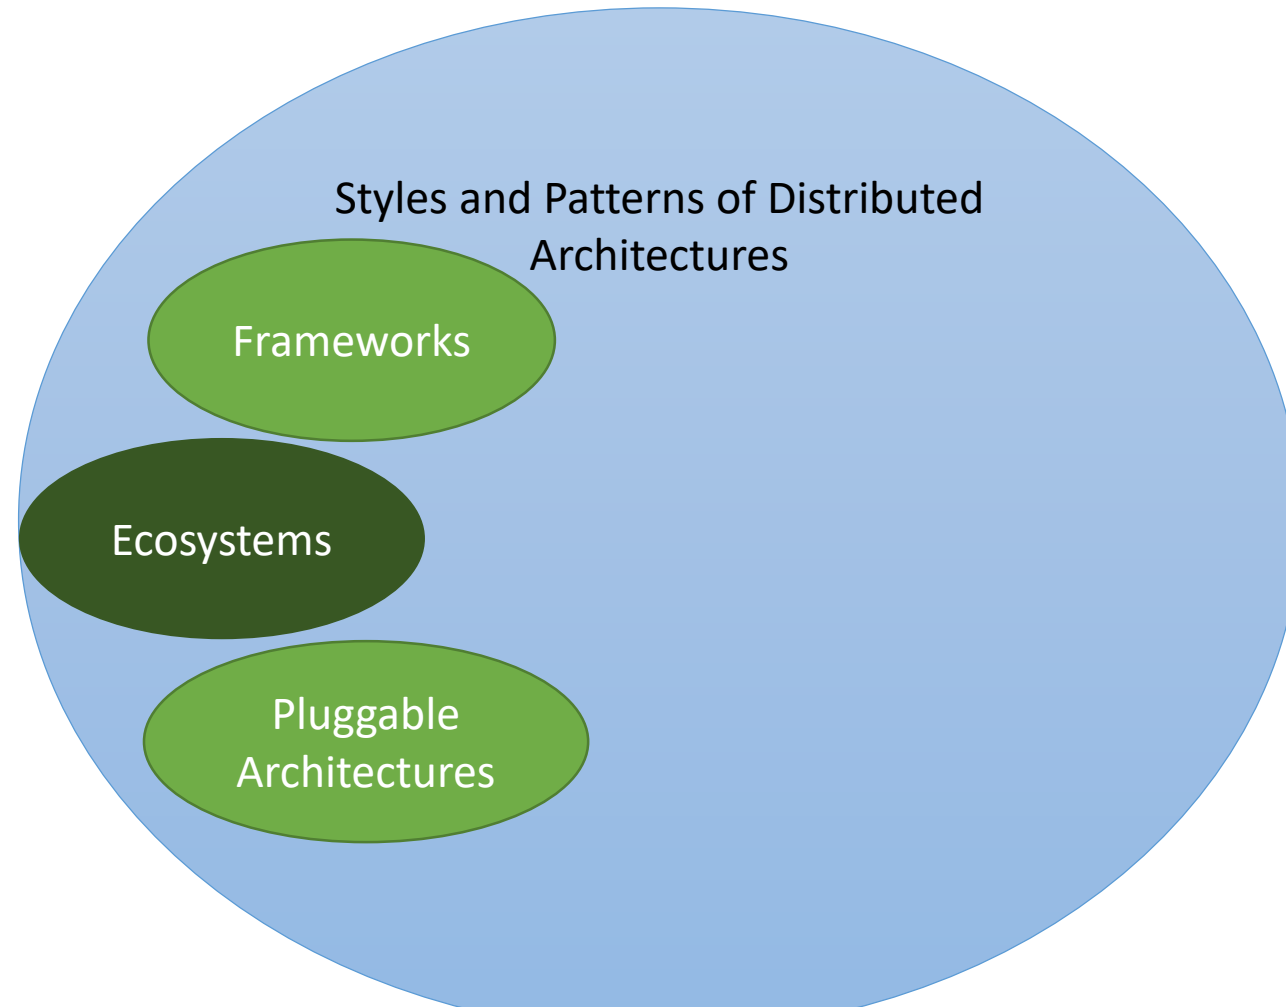 Styles and Patterns of Distributed
Architectures
Frameworks
Ecosystems
Pluggable
Architectures